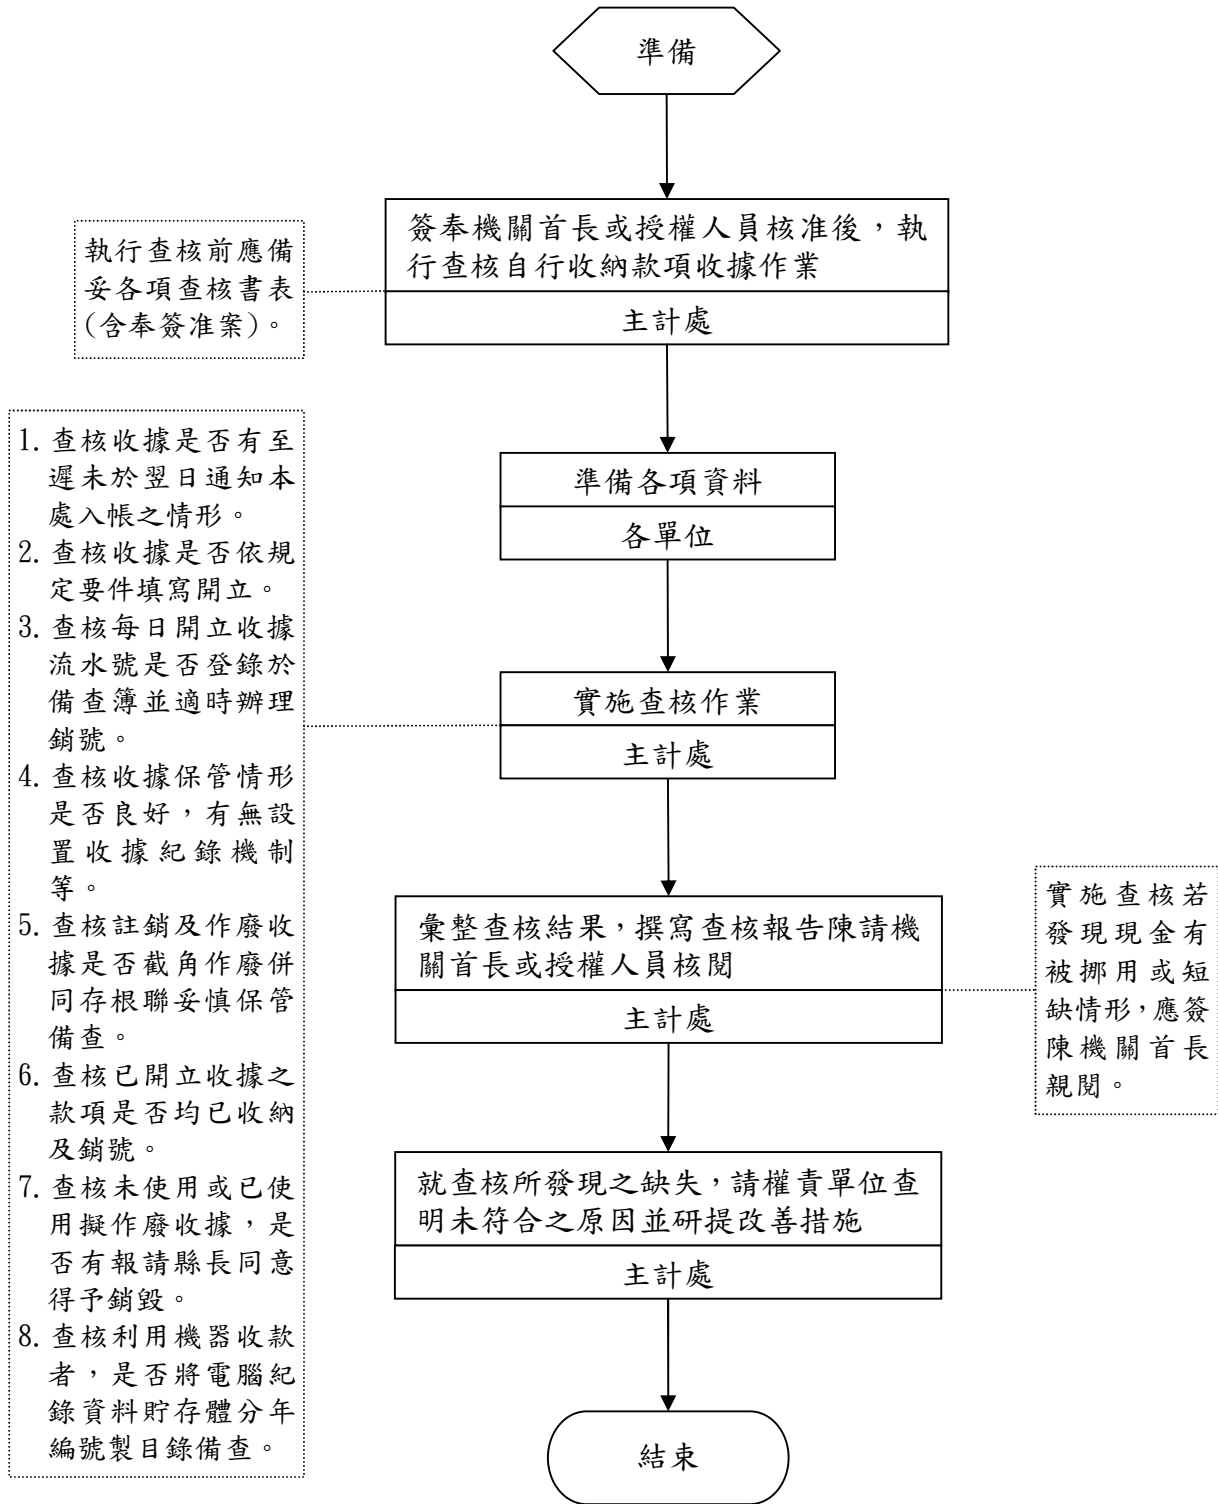 準備
簽奉機關首長或授權人員核准後，執
行查核自行收納款項收據作業
主計處
執行查核前應備
妥各項查核書表
(含奉簽准案)。
準備各項資料
各單位
實施查核作業
主計處
1. 查核收據是否有至
遲未於翌日通知本
處入帳之情形。
2. 查核收據是否依規
定要件填寫開立。
3. 查核每日開立收據
流水號是否登錄於
備查簿並適時辦理
銷號。
4. 查核收據保管情形
是否良好，有無設
置收據紀錄機制
等。
5. 查核註銷及作廢收
據是否截角作廢併
同存根聯妥慎保管
備查。
6. 查核已開立收據之
款項是否均已收納
及銷號。
7. 查核未使用或已使
用擬作廢收據，是
否有報請縣長同意
得予銷毀。
8. 查核利用機器收款
者，是否將電腦紀
錄資料貯存體分年
編號製目錄備查。
彙整查核結果，撰寫查核報告陳請機
關首長或授權人員核閱
主計處
實施查核若
發現現金有
被挪用或短
缺情形，應簽
陳機關首長
親閱。
就查核所發現之缺失，請權責單位查
明未符合之原因並研提改善措施
主計處
結束